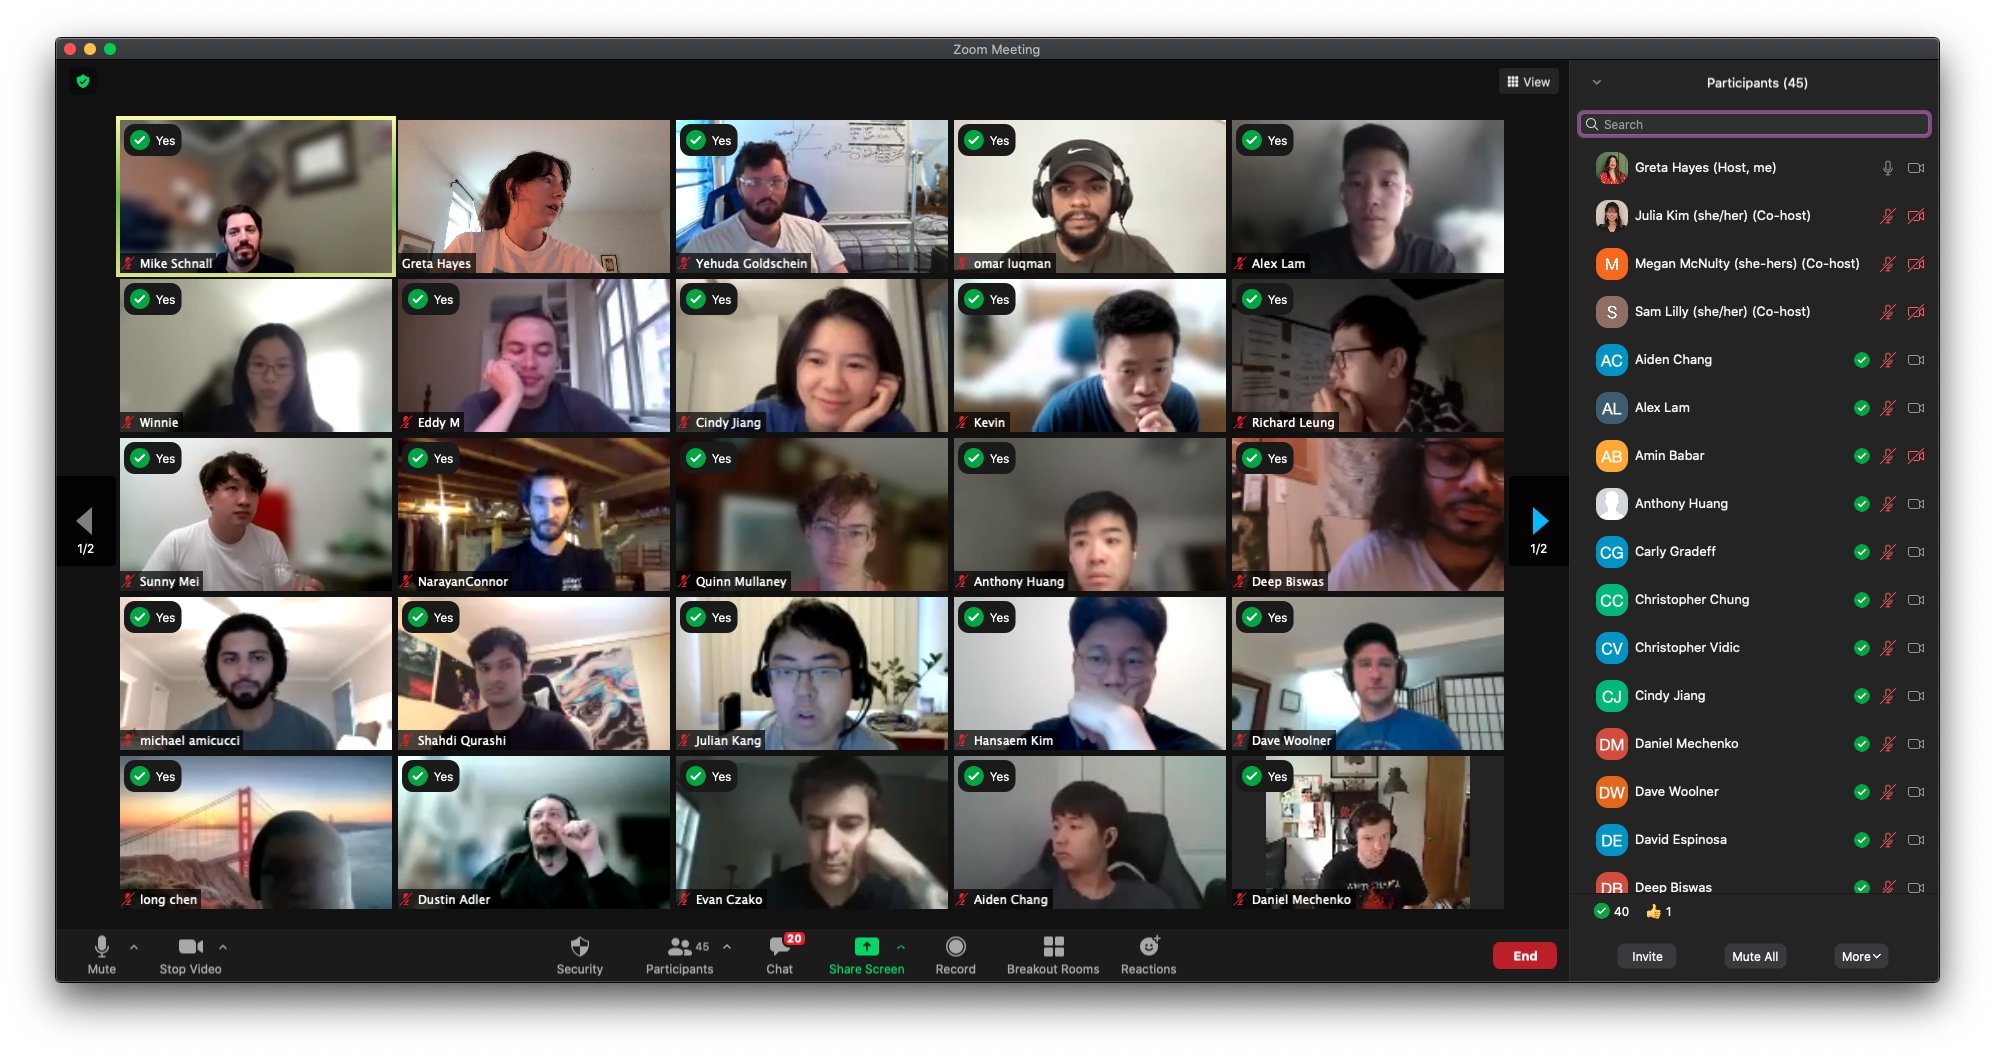 Zoom Meeting
View
Yes
Mike Schnall
Greta Hayes
Yes
Yehuda Goldschein
Yes
omar luqman
Yes
Alex Lam
Yes
Winnie
Yes
Eddy M
Yes
Cindy Jiang
Yes
Kevin
Yes
Richard Leung
Yes
Sunny Mei
Yes
NarayanConnor
Yes
Quinn Mullaney
Yes
Anthony Huang
Yes
Deep Biswas
1/2
1/2
Yes
michael amicucci
Yes
Shahdi Qurashi
Yes
Julian Kang
Yes
Hansaem Kim
Yes
Dave Woolner
Yes
long chen
Yes
Dustin Adler
Yes
Evan Czako
Yes
Aiden Chang
Yes
Daniel Mechenko
Mute
Stop Video
Security
45
Participants
20
Chat
Share Screen
Record
Breakout Rooms
Reactions
End
Participants (45)
Search
Greta Hayes (Host, me)
Julia Kim (she/her) (Co-host)
M Megan McNulty (she-hers) (Co-host)
S Sam Lilly (she/her) (Co-host)
AC Aiden Chang
AL Alex Lam
AB Amin Babar
Anthony Huang
CG Carly Gradeff
CC Christopher Chung
CV Christopher Vidic
CJ Cindy Jiang
DM Daniel Mechenko
DW Dave Woolner
DE David Espinosa
DB Deep Biswas
40 1
Invite Mute All More